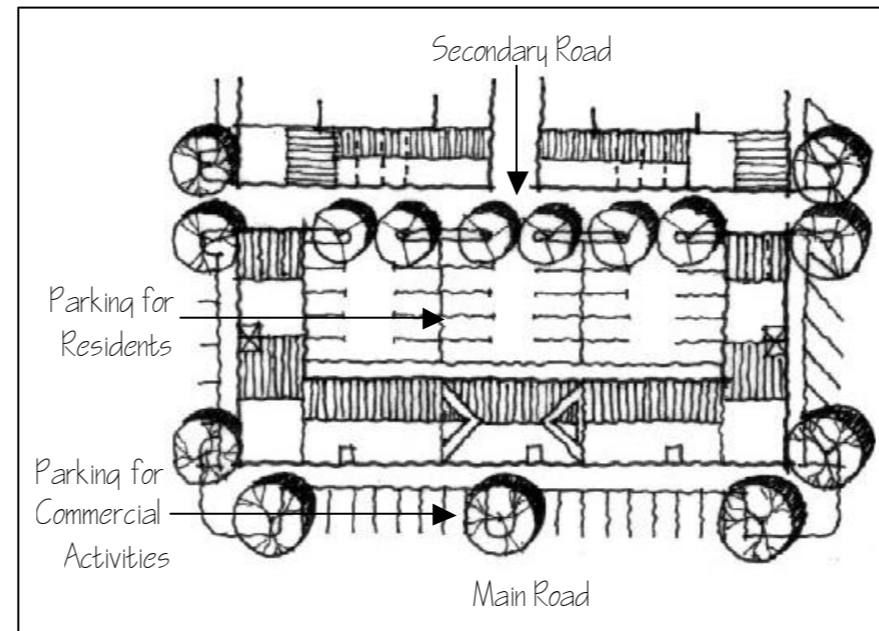 Secondary Road
Parking for
Residents
Parking for
Commercial
Activities
Main Road